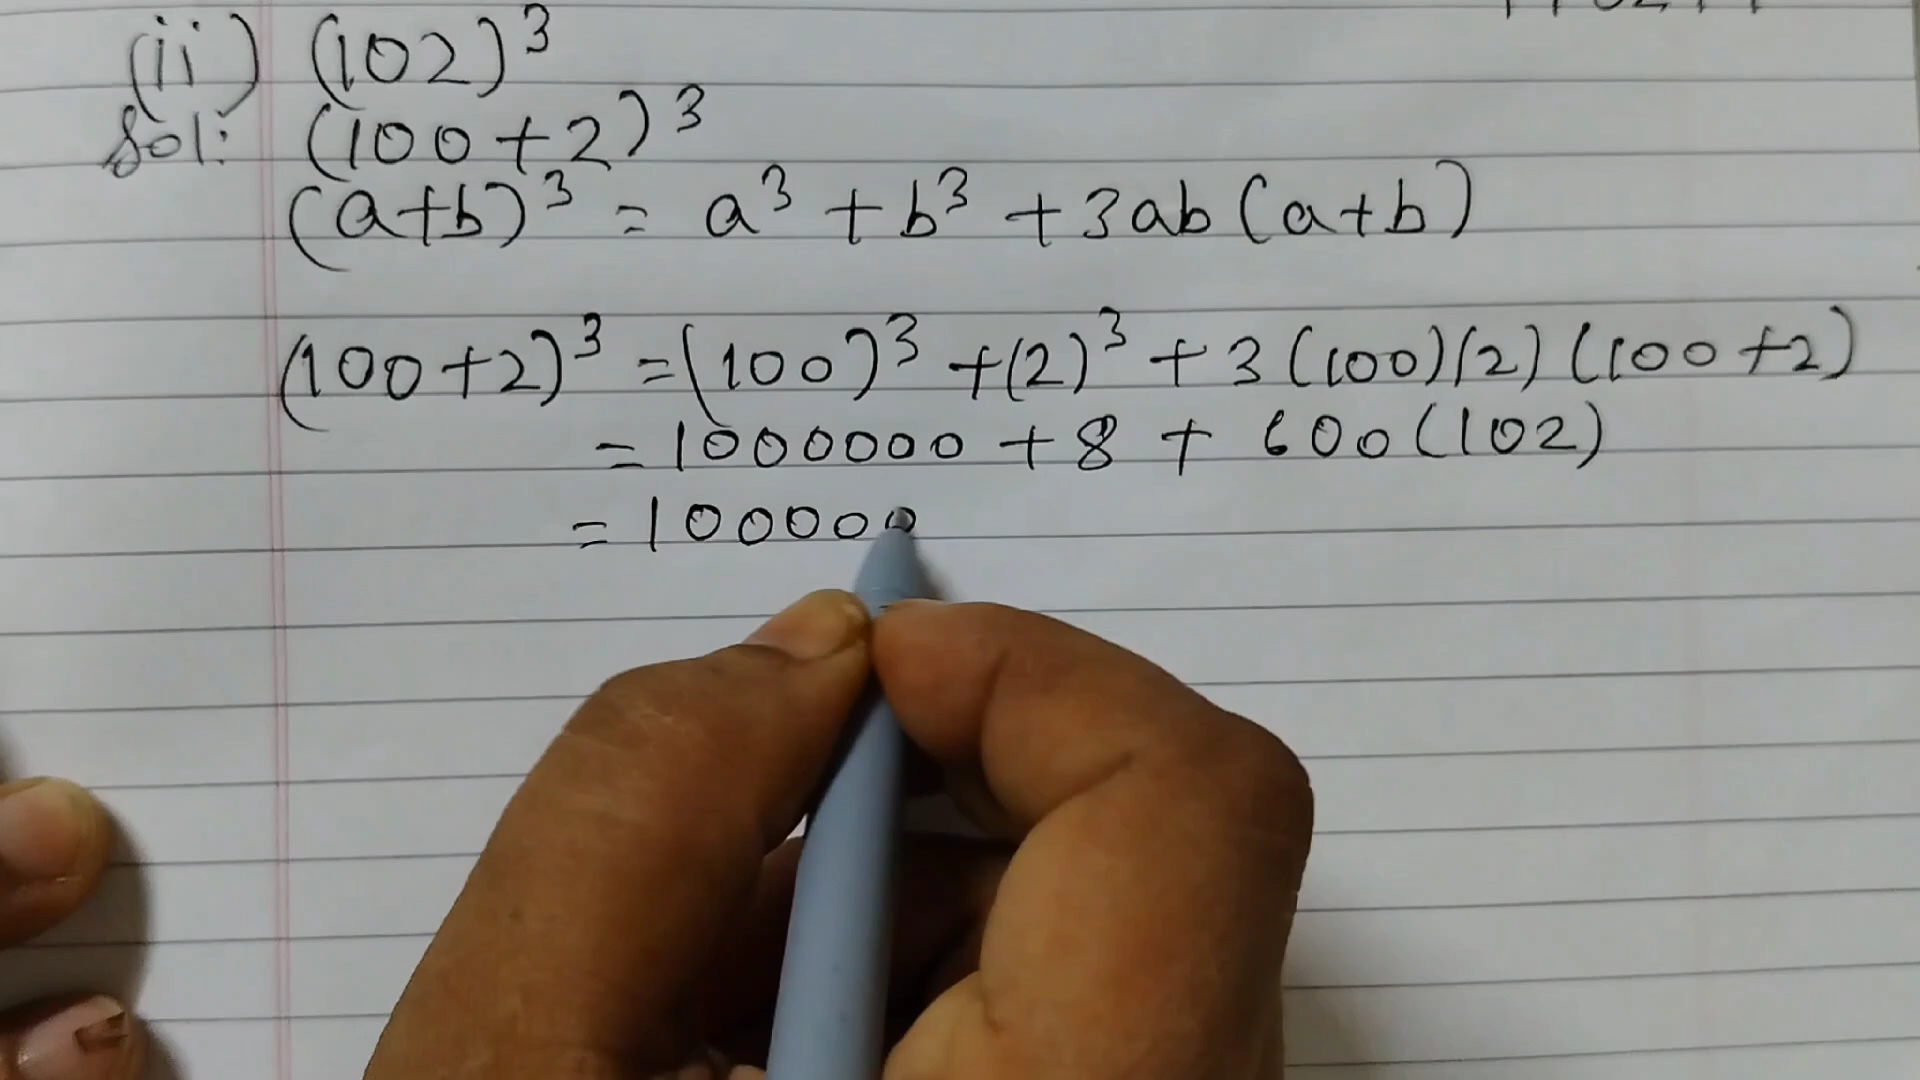 (ii) (102)³
Sol: (100+2)³
(a+b)³ = a³ + b³ + 3ab(a+b)
(100+2)³ = (100)³ + (2)³ + 3(100)(2)(100+2)
= 1000000 + 8 + 600(102)
= 100000